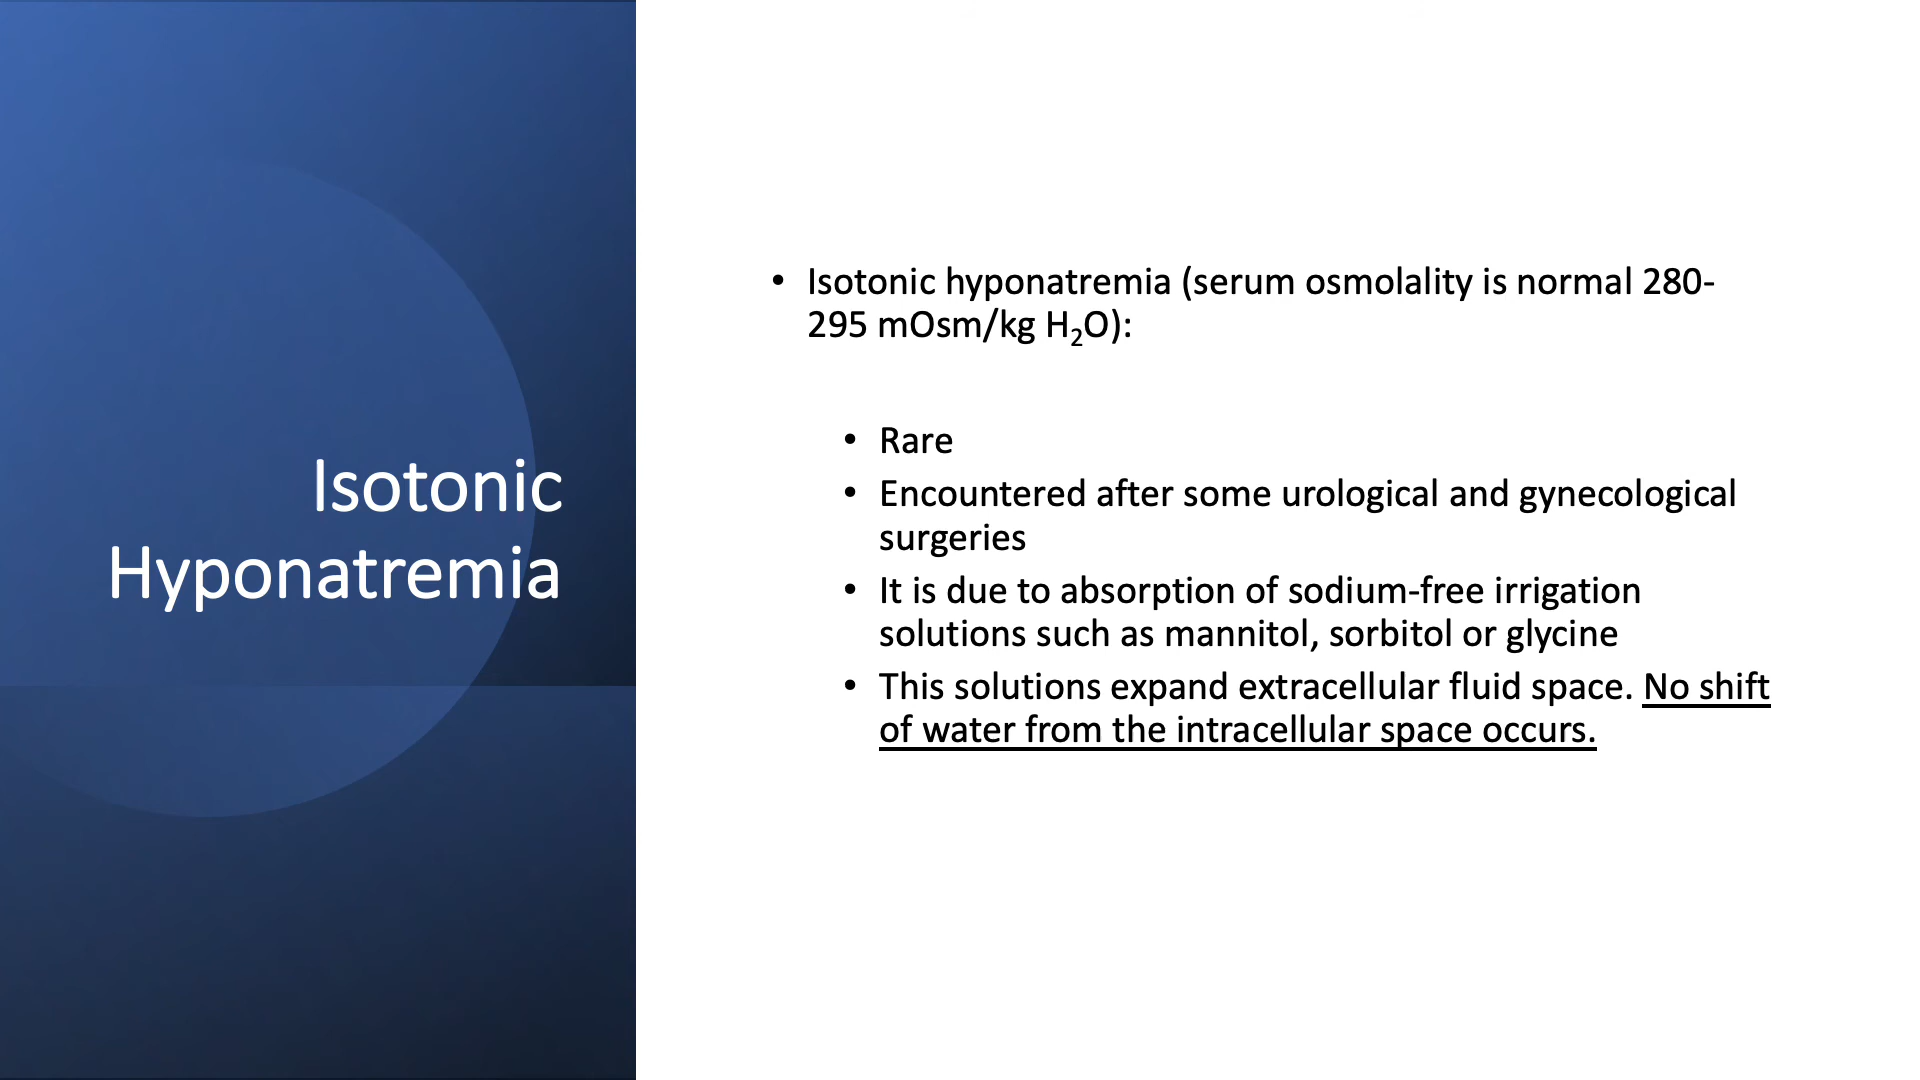 Isotonic
Hyponatremia
• Isotonic hyponatremia (serum osmolality is normal 280-
295 mOsm/kg H₂O):
• Rare
• Encountered after some urological and gynecological
surgeries
• It is due to absorption of sodium-free irrigation
solutions such as mannitol, sorbitol or glycine
• This solutions expand extracellular fluid space. No shift
of water from the intracellular space occurs.